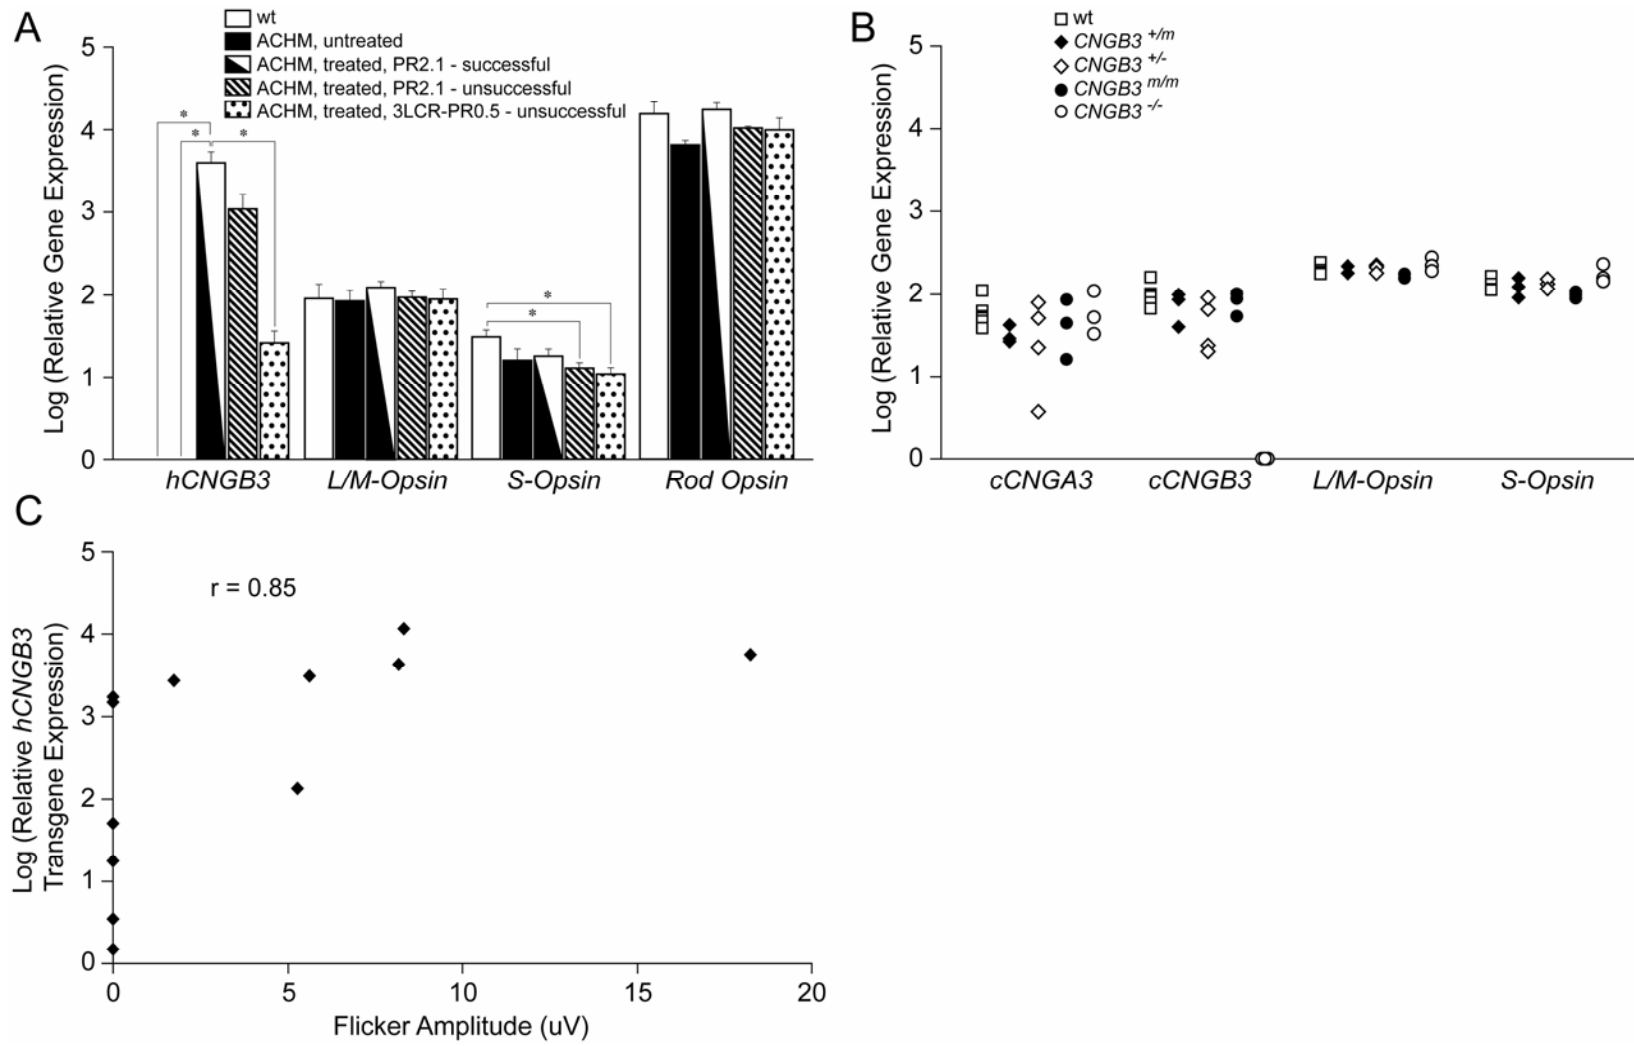 A
wt
ACHM, untreated
ACHM, treated, PR2.1 - successful
ACHM, treated, PR2.1 - unsuccessful
ACHM, treated, 3LCR-PR0.5 - unsuccessful
Log (Relative Gene Expression)
5
4
3
2
1
0
* * *
* *
hCNGB3 L/M-Opsin S-Opsin Rod Opsin
B
wt
CNGB3 +/m
CNGB3 +/-
CNGB3 m/m
CNGB3 -/-
Log (Relative Gene Expression)
5
4
3
2
1
0
cCNGA3 cCNGB3 L/M-Opsin S-Opsin
C
r = 0.85
Log (Relative hCNGB3
Transgene Expression)
5
4
3
2
1
0
0 5 10 15 20
Flicker Amplitude (uV)